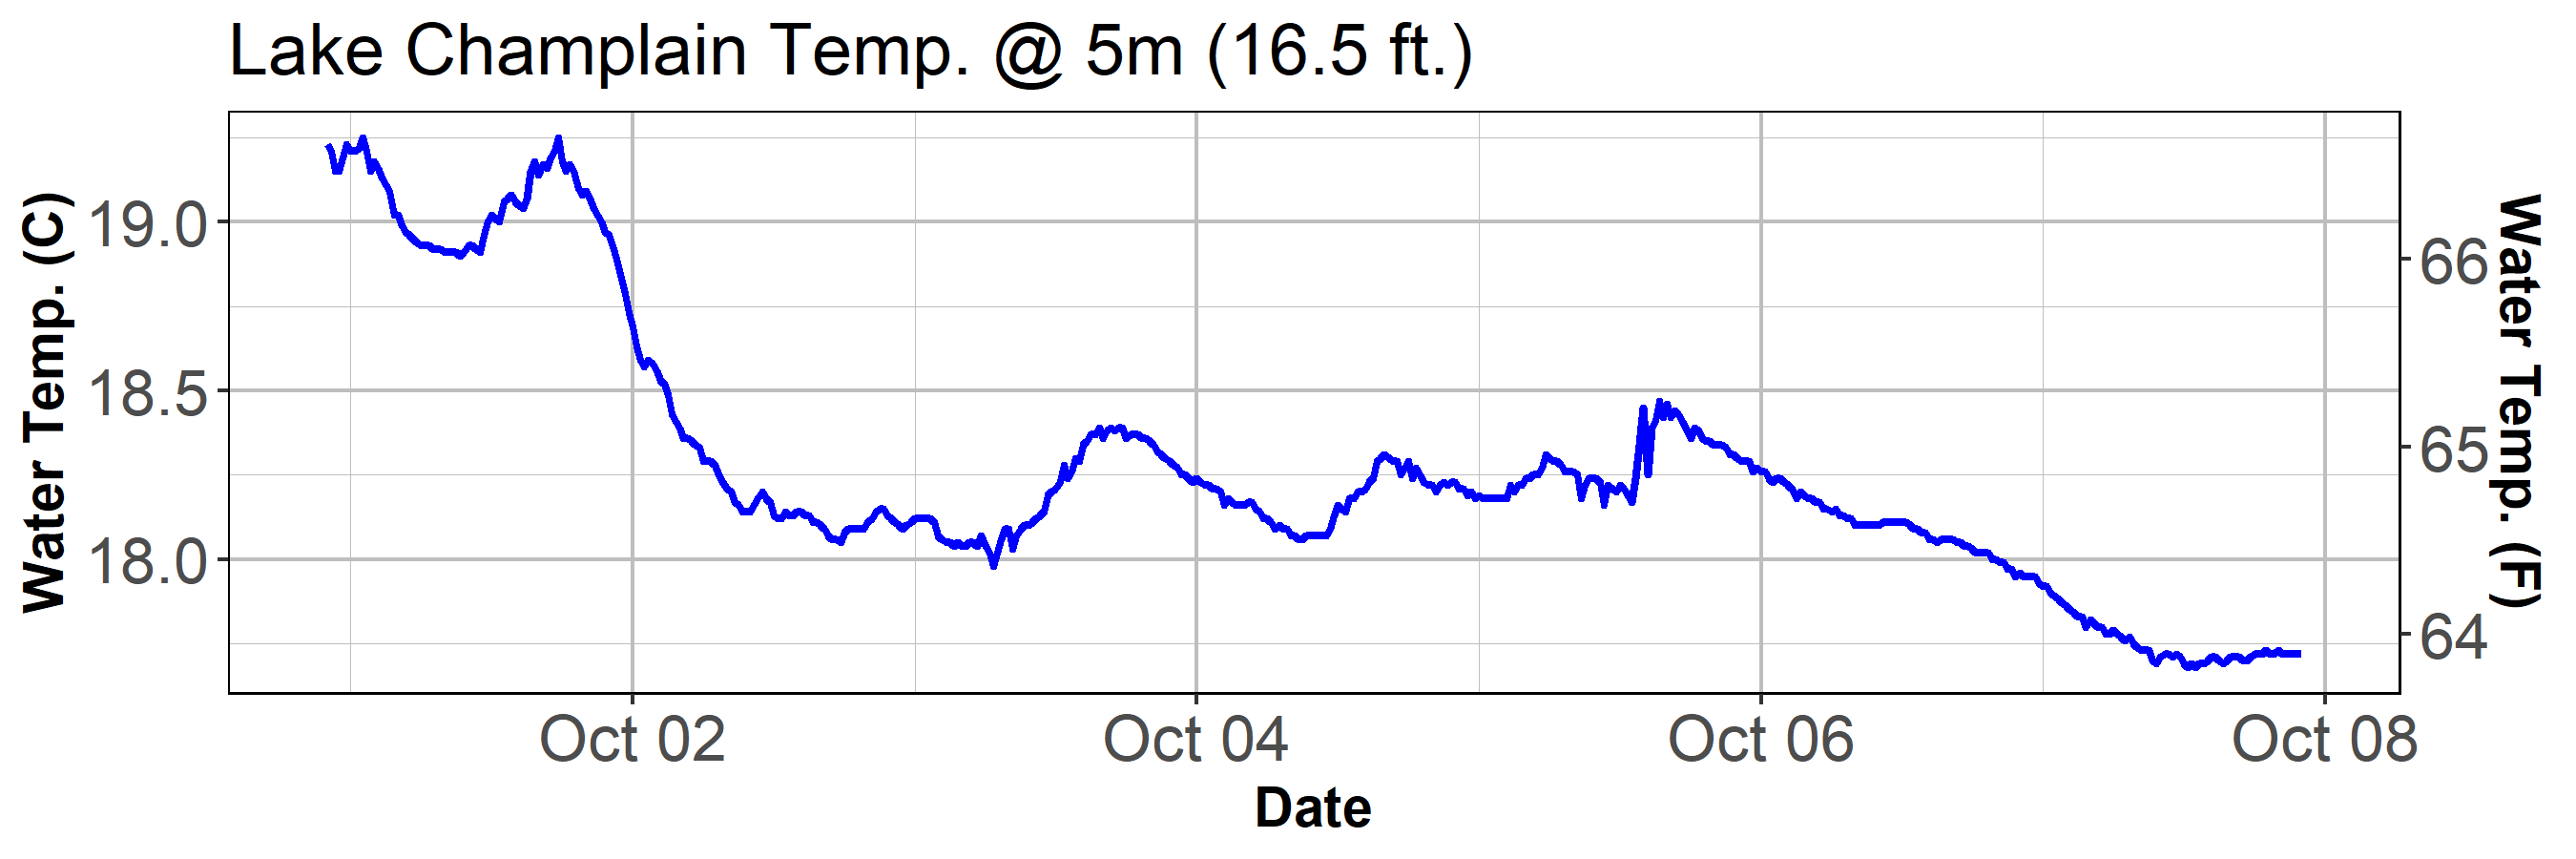 Lake Champlain Temp. @ 5m (16.5 ft.)
Water Temp. (C)
19.0
18.5
18.0
66
65
64
Water Temp. (F)
Oct 02 Oct 04 Oct 06 Oct 08
Date